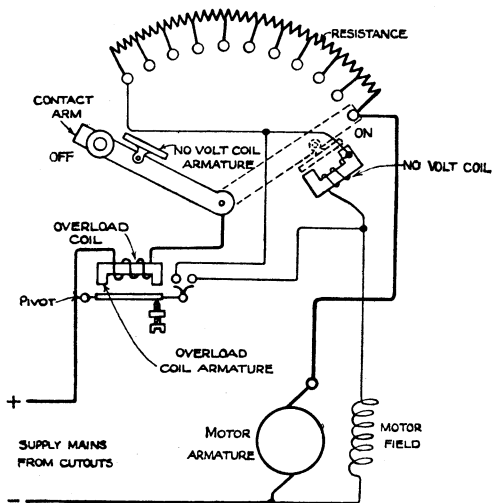 RESISTANCE
CONTACT
ARM
OFF
NO VOLT COIL
ARMATURE
ON
NO VOLT COIL
OVERLOAD
COIL
PIVOT
OVERLOAD
COIL ARMATURE
+
SUPPLY MAINS
FROM CUTOUTS
MOTOR
ARMATURE
MOTOR
FIELD
−